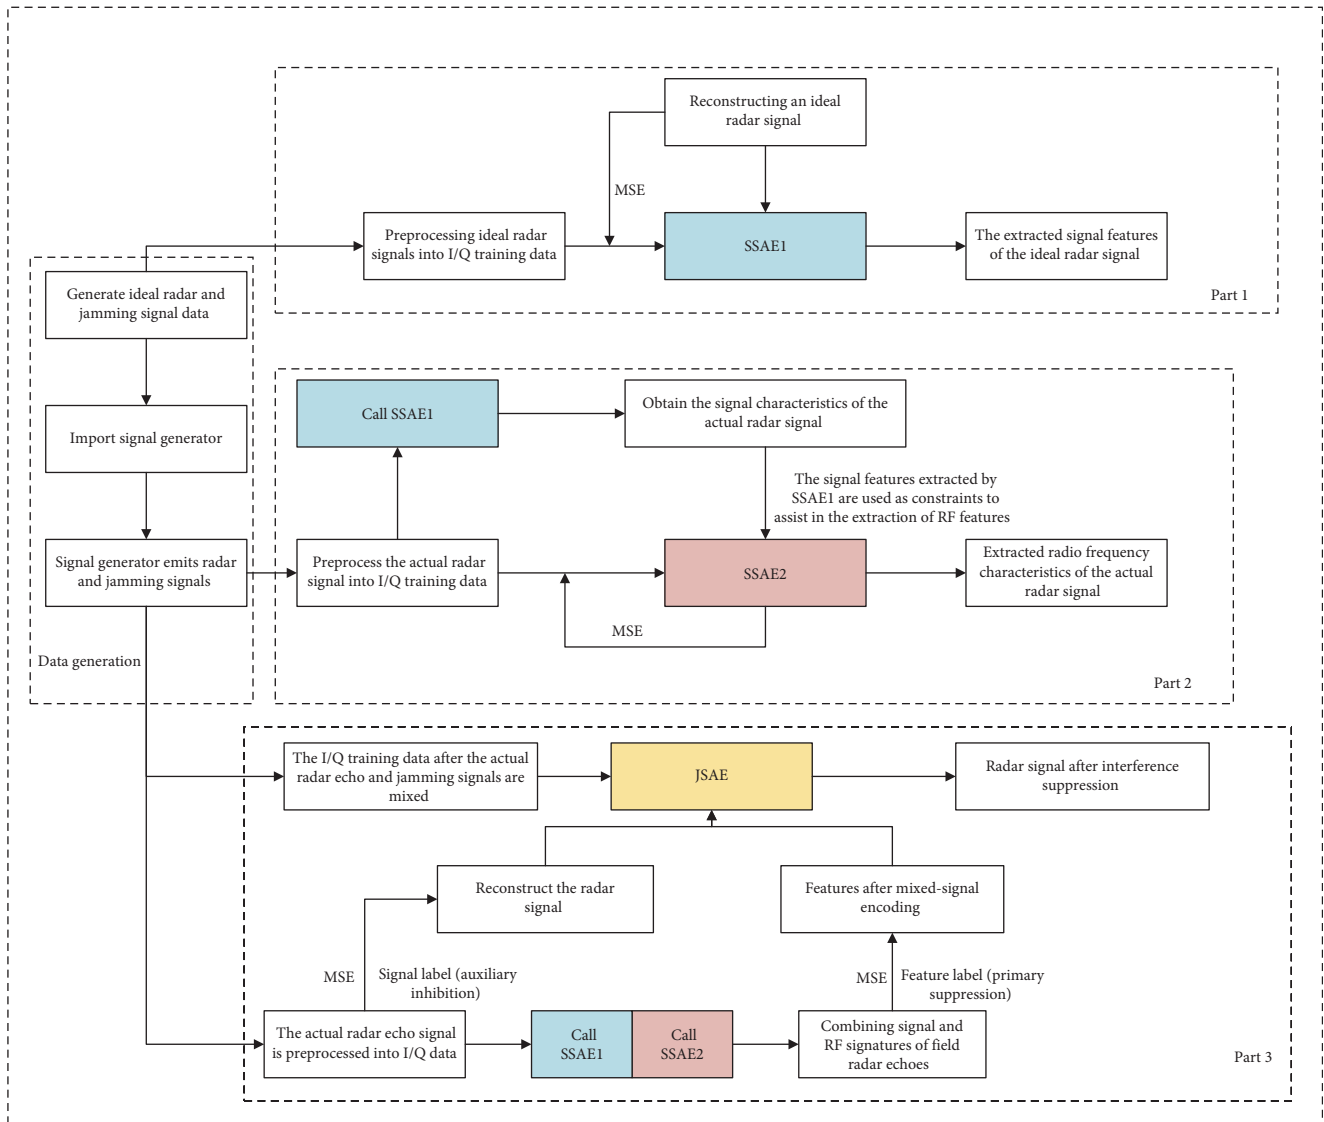 Reconstructing an ideal
radar signal
MSE
Preprocessing ideal radar
signals into I/Q training data
SSAE1
The extracted signal features
of the ideal radar signal
Part 1
Generate ideal radar and
jamming signal data
Import signal generator
Signal generator emits radar
and jamming signals
Data generation
Call SSAE1
Obtain the signal characteristics of the
actual radar signal
The signal features extracted by
SSAE1 are used as constraints to
assist in the extraction of RF features
Preprocess the actual radar
signal into I/Q training data
SSAE2
Extracted radio frequency
characteristics of the actual
radar signal
MSE
Part 2
The I/Q training data after the actual
radar echo and jamming signals are
mixed
JSAE
Radar signal after interference
suppression
Reconstruct the radar
signal
Features after mixed-signal
encoding
MSE
Signal label (auxiliary
inhibition)
MSE
Feature label (primary
suppression)
The actual radar echo signal
is preprocessed into I/Q data
Call
SSAE1
Call
SSAE2
Combining signal and
RF signatures of field
radar echoes
Part 3